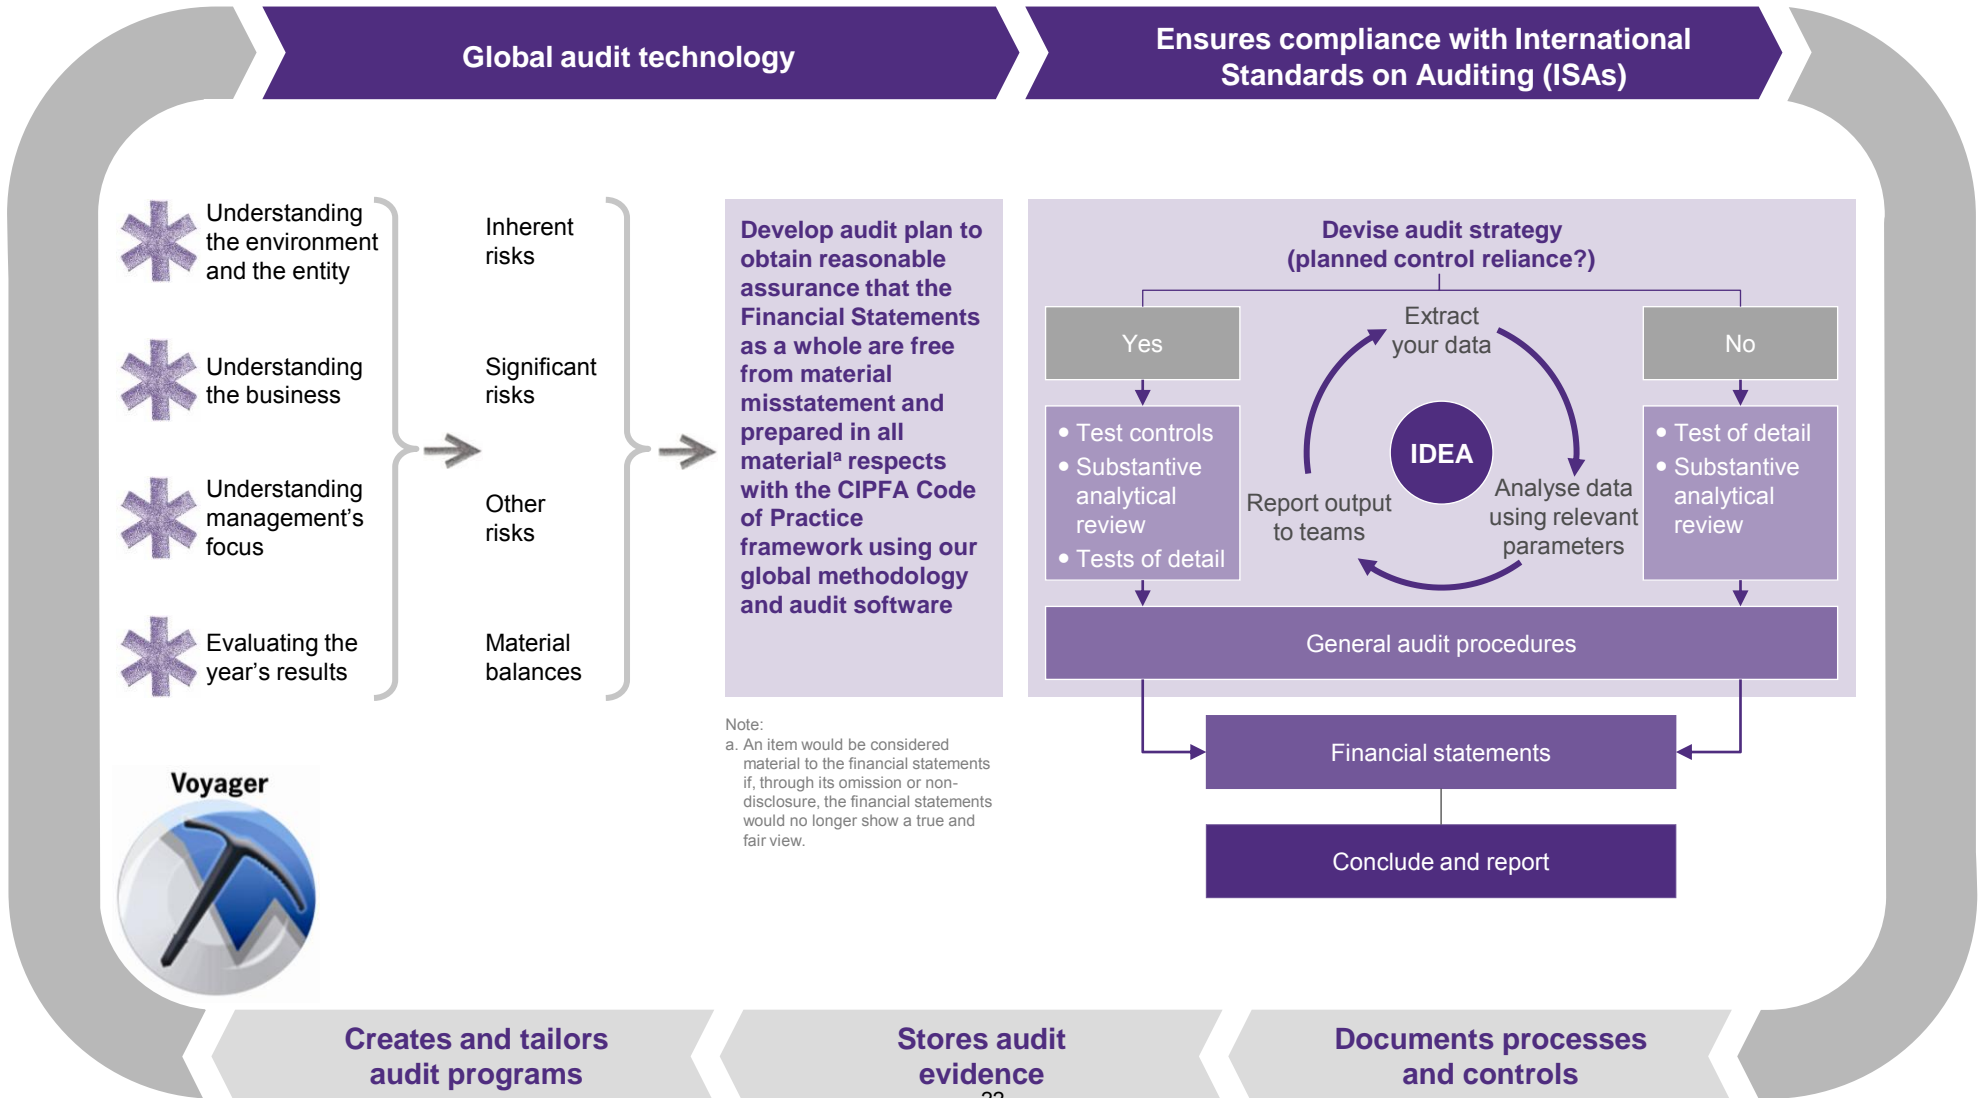 Global audit technology
Ensures compliance with International
Standards on Auditing (ISAs)
Understanding
the environment
and the entity
Understanding
the business
Understanding
management’s
focus
Evaluating the
year’s results
Inherent
risks
Significant
risks
Other
risks
Material
balances
Develop audit plan to
obtain reasonable
assurance that the
Financial Statements
as a whole are free
from material
misstatement and
prepared in all
materialᵃ respects
with the CIPFA Code
of Practice
framework using our
global methodology
and audit software
Note:
a. An item would be considered
material to the financial statements
if, through its omission or non-
disclosure, the financial statements
would no longer show a true and
fair view.
Devise audit strategy
(planned control reliance?)
Yes
• Test controls
• Substantive
analytical
review
• Tests of detail
Extract
your data
IDEA
Analyse data
using relevant
parameters
Report output
to teams
No
• Test of detail
• Substantive
analytical
review
General audit procedures
Financial statements
Conclude and report
Voyager
Creates and tailors
audit programs
Stores audit
evidence
Documents processes
and controls